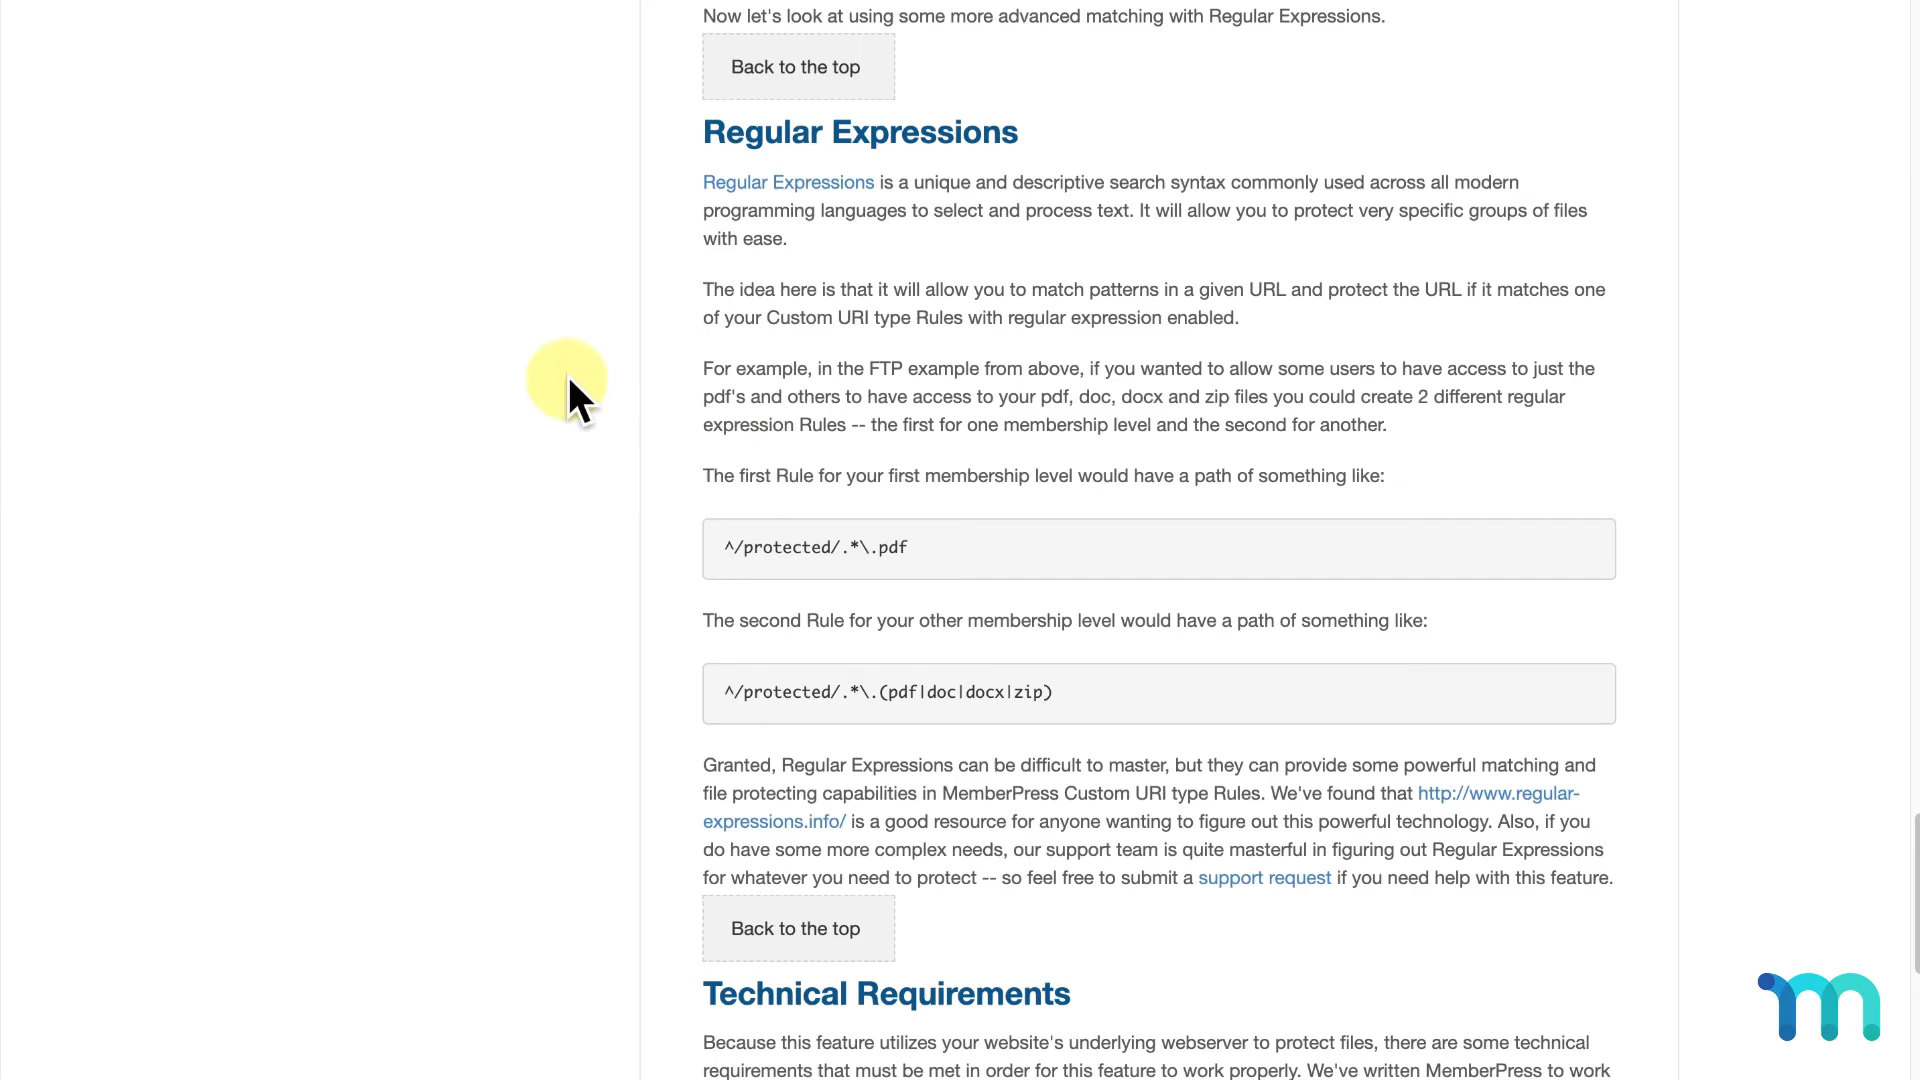 Now let's look at using some more advanced matching with Regular Expressions.
Back to the top
Regular Expressions
Regular Expressions is a unique and descriptive search syntax commonly used across all modern
programming languages to select and process text. It will allow you to protect very specific groups of files
with ease.
The idea here is that it will allow you to match patterns in a given URL and protect the URL if it matches one
of your Custom URI type Rules with regular expression enabled.
For example, in the FTP example from above, if you wanted to allow some users to have access to just the
pdf's and others to have access to your pdf, doc, docx and zip files you could create 2 different regular
expression Rules -- the first for one membership level and the second for another.
The first Rule for your first membership level would have a path of something like:
^/protected/.*\.pdf
The second Rule for your other membership level would have a path of something like:
^/protected/.*\.(pdf|doc|docx|zip)
Granted, Regular Expressions can be difficult to master, but they can provide some powerful matching and
file protecting capabilities in MemberPress Custom URI type Rules. We've found that http://www.regular-
expressions.info/ is a good resource for anyone wanting to figure out this powerful technology. Also, if you
do have some more complex needs, our support team is quite masterful in figuring out Regular Expressions
for whatever you need to protect -- so feel free to submit a support request if you need help with this feature.
Back to the top
Technical Requirements
Because this feature utilizes your website's underlying webserver to protect files, there are some technical
requirements that must be met in order for this feature to work properly. We've written MemberPress to work
m